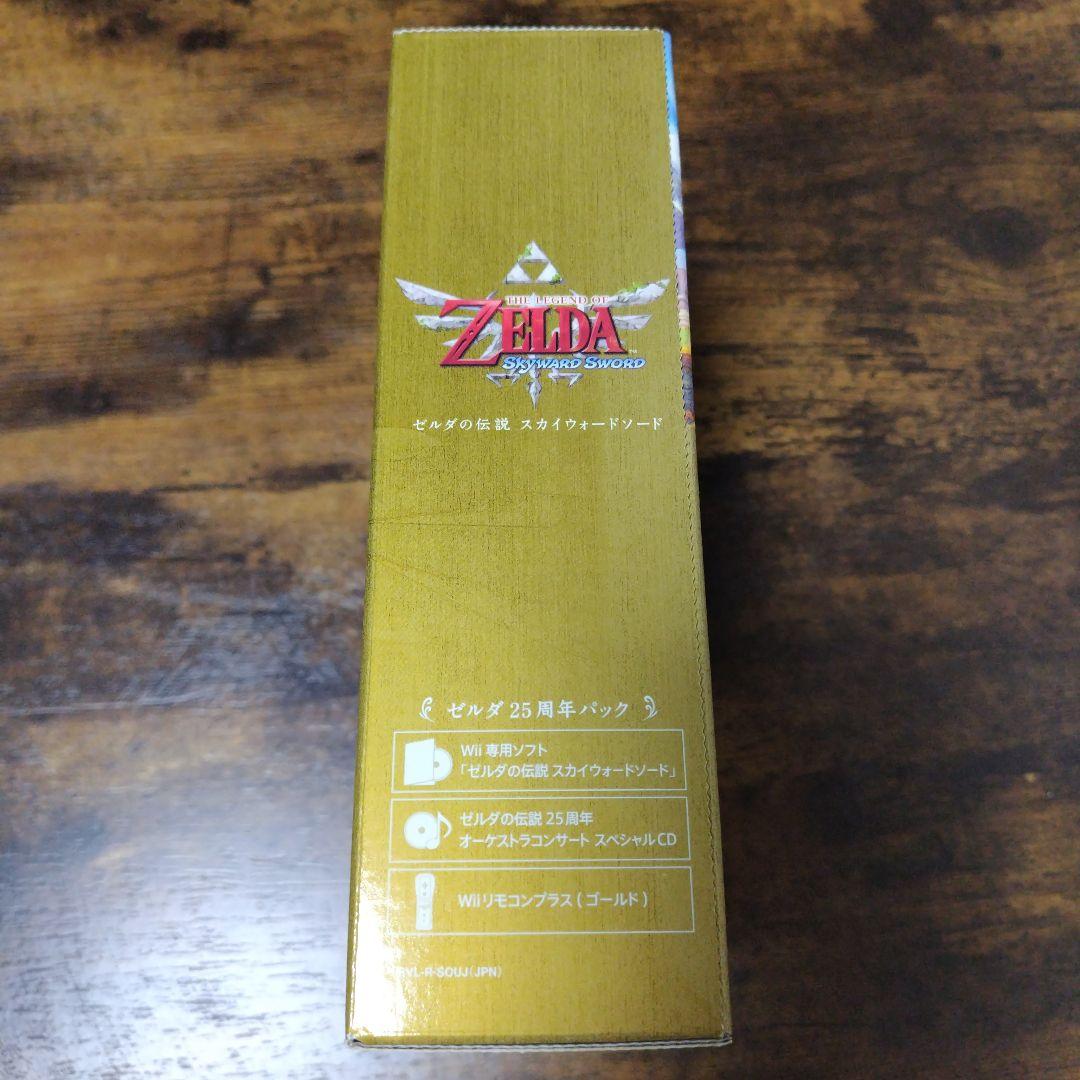 THE LEGEND OF
ZELDA™
SKYWARD SWORD
ゼルダの伝説 スカイウォードソード
ゼルダ 25周年パック
Wii 専用ソフト
「ゼルダの伝説 スカイウォードソード」
ゼルダの伝説 25周年
オーケストラコンサート スペシャルCD
Wiiリモコンプラス ( ゴールド )
RVL-R-SOUJ(JPN)